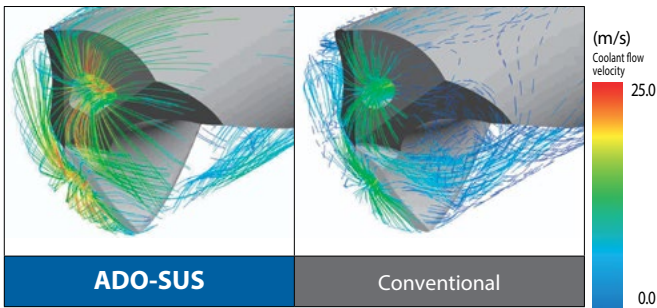 (m/s)
Coolant flow
velocity
25.0
0.0
ADO-SUS
Conventional